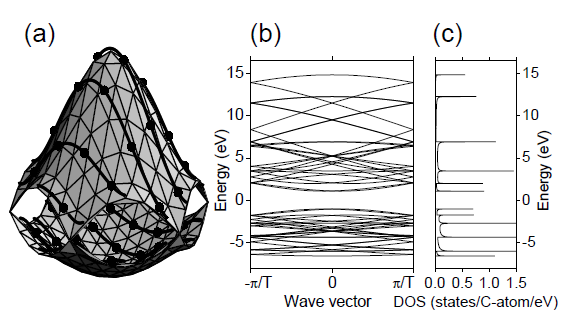 (a)
(b)
(c)
Energy (eV)
15
10
5
0
-5
-π/T
0
π/T
Wave vector
15
10
5
0
-5
Energy (eV)
0.0
0.5
1.0
1.5
DOS (states/C-atom/eV)